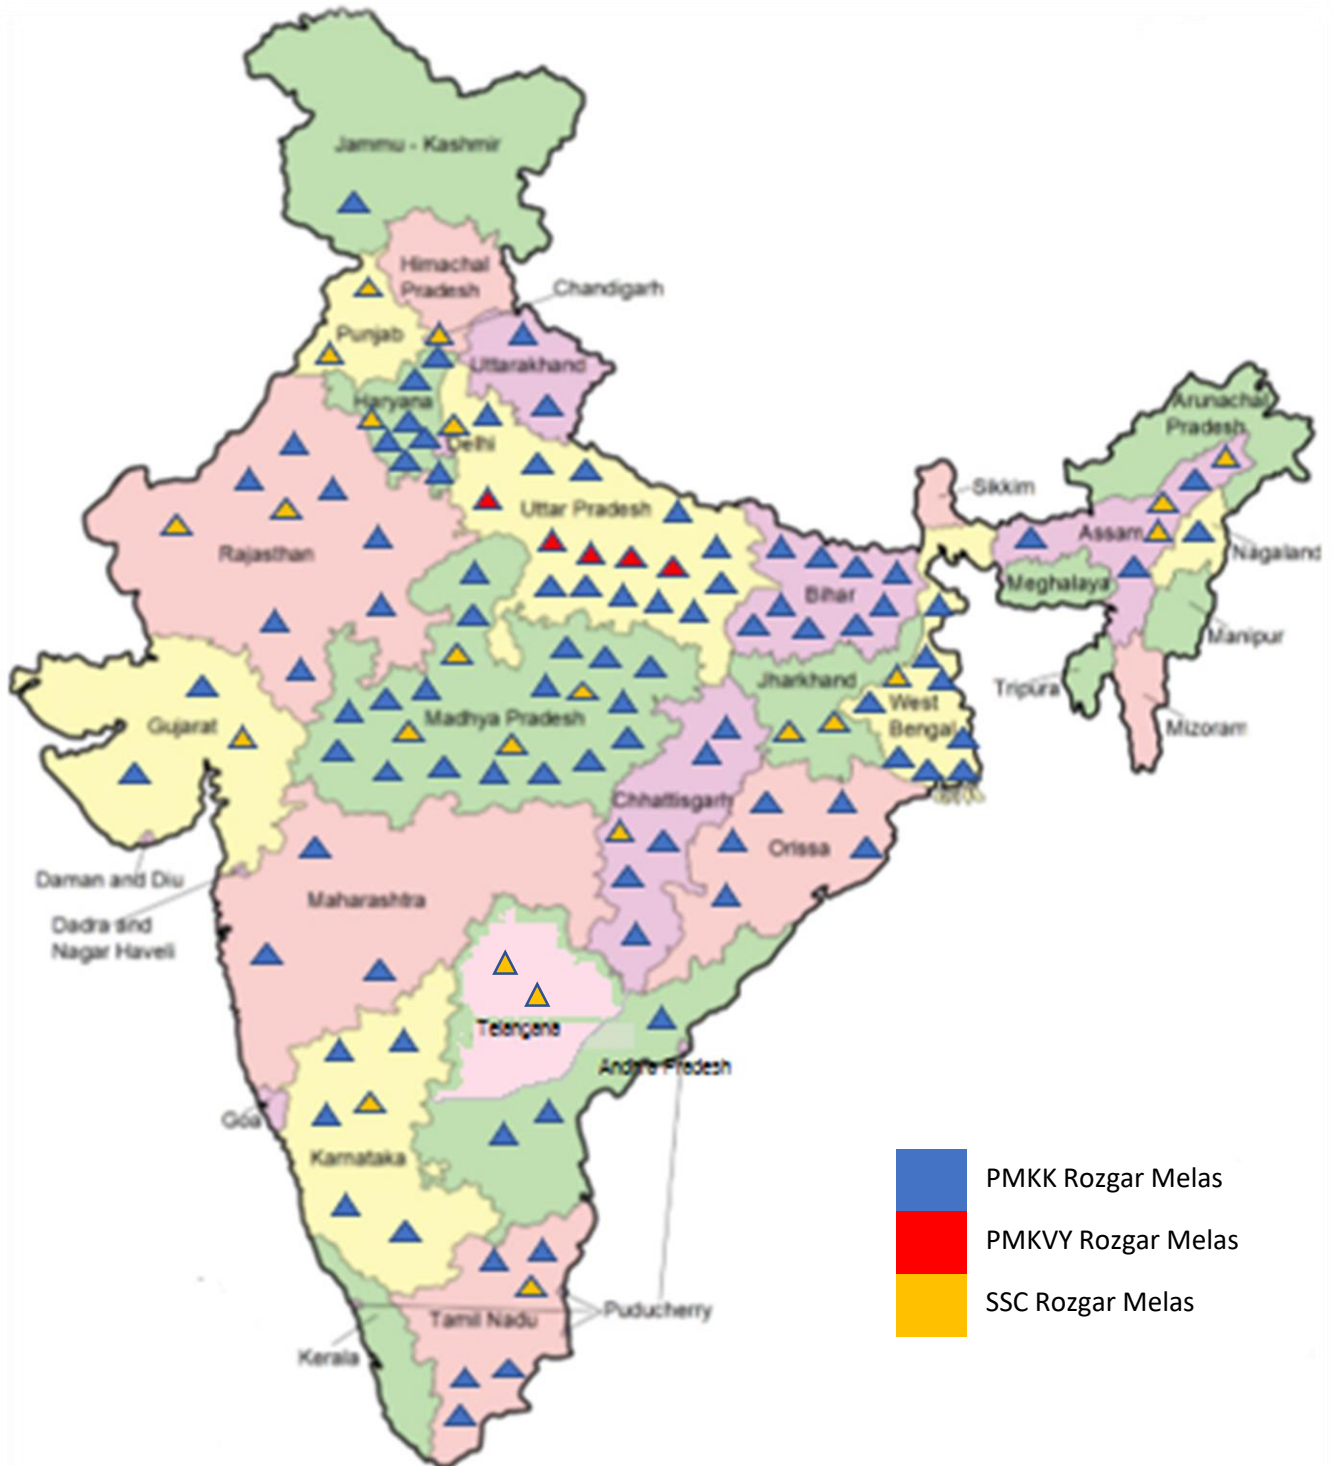 Jammu - Kashmir
Himachal
Pradesh
Chandigarh
Punjab
Uttarakhand
Haryana
Delhi
Arunachal
Pradesh
Sikkim
Uttar Pradesh
Assam
Rajasthan
Nagaland
Meghalaya
Bihar
Manipur
Jharkhand
Tripura
West
Bengal
Gujarat
Madhya Pradesh
Mizoram
Chhattisgarh
Orissa
Daman and Diu
Maharashtra
Dadra and
Nagar Haveli
Telangana
Andhra Pradesh
Goa
Karnataka
PMKK Rozgar Melas
PMKVY Rozgar Melas
SSC Rozgar Melas
Puducherry
Tamil Nadu
Kerala